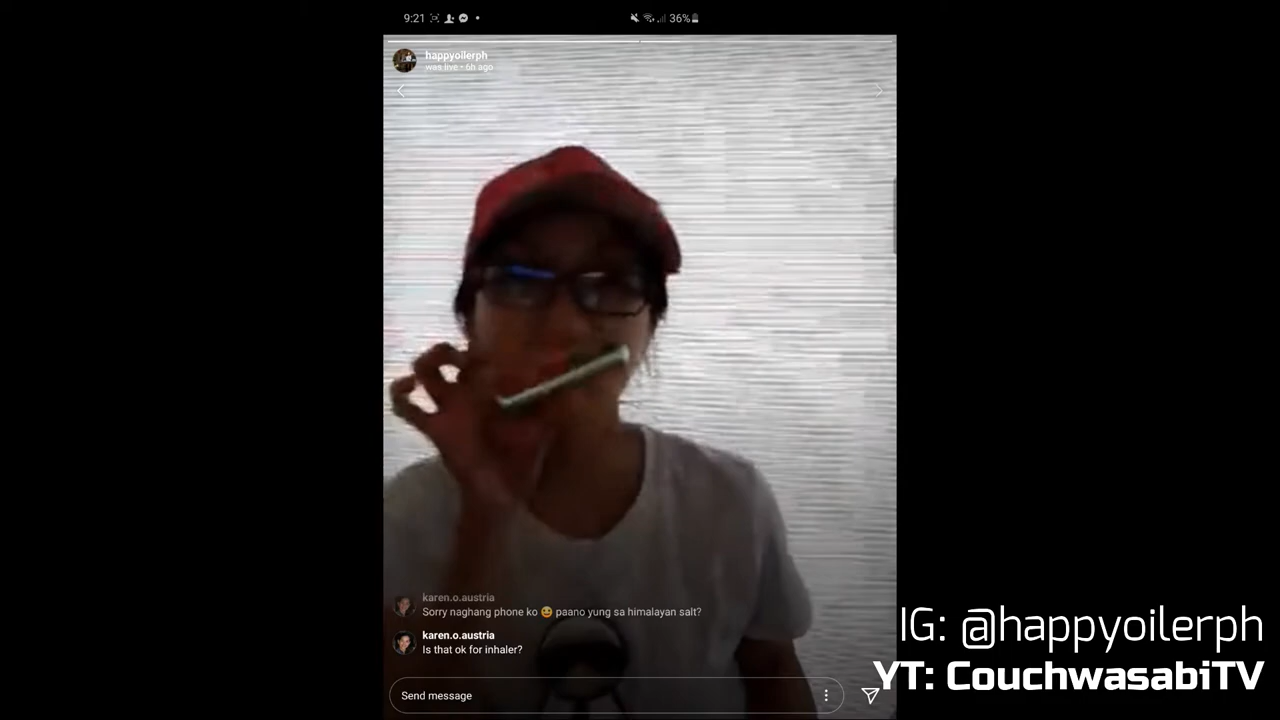 9:21
36%
happyoilerph
was live • 6h ago
karen.o.austria
Sorry naghang phone ko 😅 paano yung sa himalayan salt?
karen.o.austria
Is that ok for inhaler?
Send message
IG: @happyoilerph
YT: CouchwasabiTV